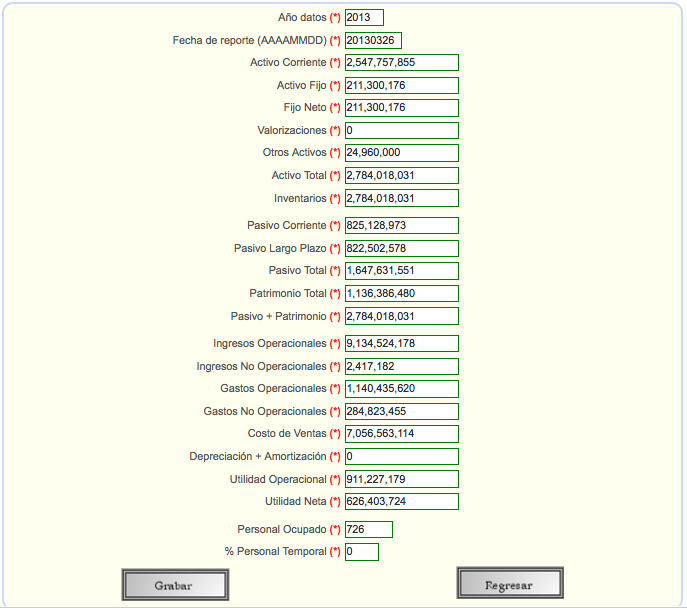 Año datos (*) 2013
Fecha de reporte (AAAAMMDD) (*) 20130326
Activo Corriente (*) 2,547,757,855
Activo Fijo (*) 211,300,176
Fijo Neto (*) 211,300,176
Valorizaciones (*) 0
Otros Activos (*) 24,960,000
Activo Total (*) 2,784,018,031
Inventarios (*) 2,784,018,031
Pasivo Corriente (*) 825,128,973
Pasivo Largo Plazo (*) 822,502,578
Pasivo Total (*) 1,647,631,551
Patrimonio Total (*) 1,136,386,480
Pasivo + Patrimonio (*) 2,784,018,031
Ingresos Operacionales (*) 9,134,524,178
Ingresos No Operacionales (*) 2,417,182
Gastos Operacionales (*) 1,140,435,620
Gastos No Operacionales (*) 284,823,455
Costo de Ventas (*) 7,056,563,114
Depreciación + Amortización (*) 0
Utilidad Operacional (*) 911,227,179
Utilidad Neta (*) 626,403,724
Personal Ocupado (*) 726
% Personal Temporal (*) 0
Grabar Regresar